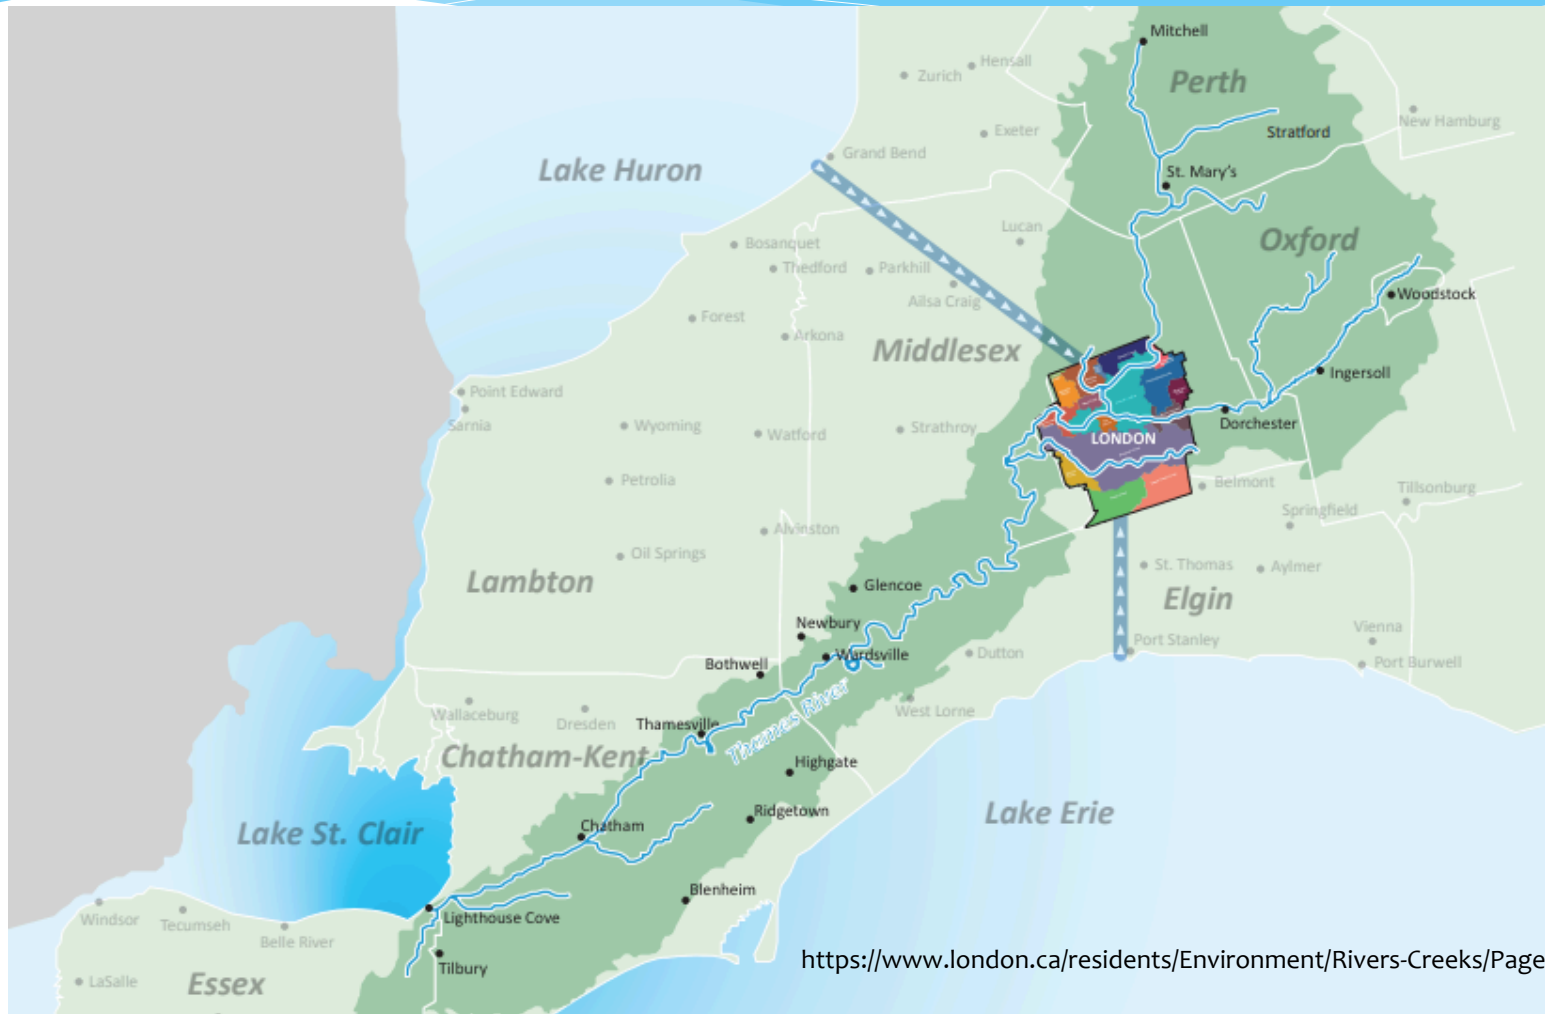 Mitchell
Hensall
Zurich
Perth
New Hamburg
Exeter
Stratford
Grand Bend
Lake Huron
St. Mary's
Lucan
Oxford
Bosanquet
Thedford
Parkhill
Ailsa Craig
Woodstock
Forest
Arkona
Middlesex
Ingersoll
Point Edward
Sarnia
Wyoming
Watford
Strathroy
Dorchester
LONDON
Petrolia
Belmont
Tillsonburg
Springfield
Alvinston
Oil Springs
St. Thomas
Aylmer
Lambton
Glencoe
Elgin
Newbury
Vienna
Port Stanley
Wardsville
Dutton
Port Burwell
Bothwell
Thames River
Wallaceburg
Dresden
Thamesville
West Lorne
Chatham-Kent
Highgate
Ridgetown
Lake Erie
Chatham
Lake St. Clair
Blenheim
Windsor
Tecumseh
Lighthouse Cove
Belle River
https://www.london.ca/residents/Environment/Rivers-Creeks/Page
Tilbury
LaSalle
Essex